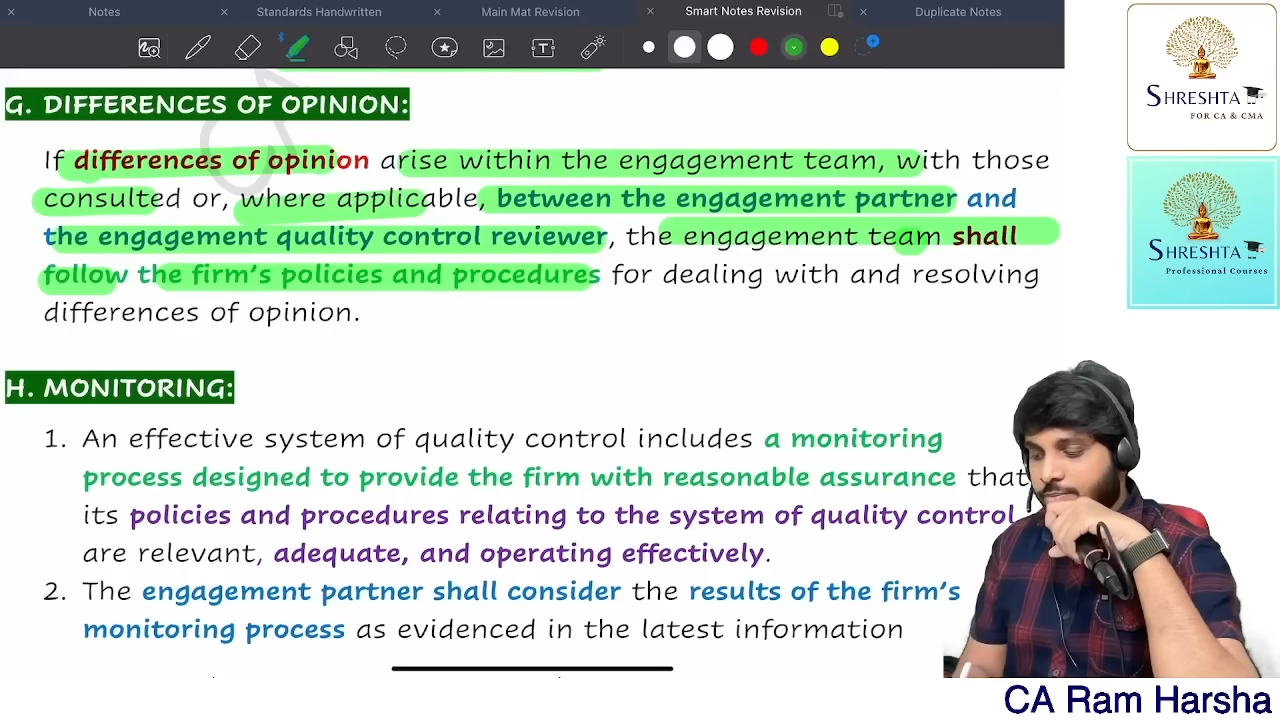 Notes
Standards Handwritten
Main Mat Revision
Smart Notes Revision
Duplicate Notes
G. DIFFERENCES OF OPINION:
If differences of opinion arise within the engagement team, with those
consulted or, where applicable, between the engagement partner and
the engagement quality control reviewer, the engagement team shall
follow the firm's policies and procedures for dealing with and resolving
differences of opinion.
H. MONITORING:
1. An effective system of quality control includes a monitoring
process designed to provide the firm with reasonable assurance that
its policies and procedures relating to the system of quality control
are relevant, adequate, and operating effectively.
2. The engagement partner shall consider the results of the firm's
monitoring process as evidenced in the latest information
SHRESHTA
FOR CA & CMA
SHRESHTA
Professional Courses
CA Ram Harsha